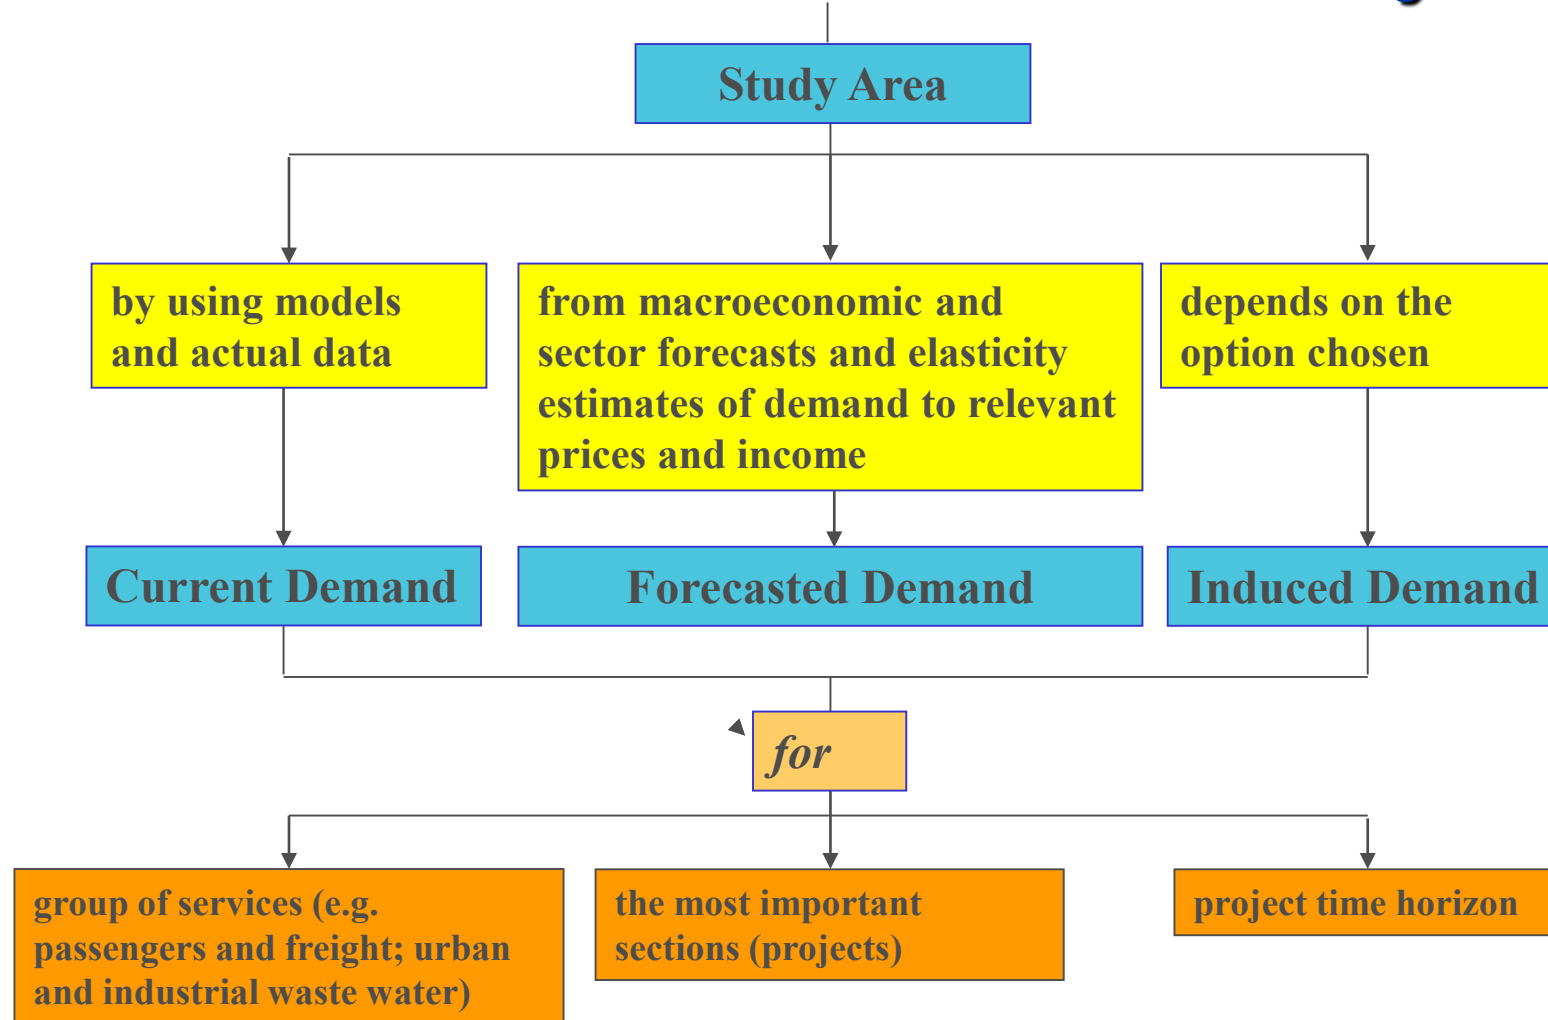 Study Area
by using models
and actual data
from macroeconomic and
sector forecasts and elasticity
estimates of demand to relevant
prices and income
depends on the
option chosen
Current Demand
Forecasted Demand
Induced Demand
for
group of services (e.g.
passengers and freight; urban
and industrial waste water)
the most important
sections (projects)
project time horizon